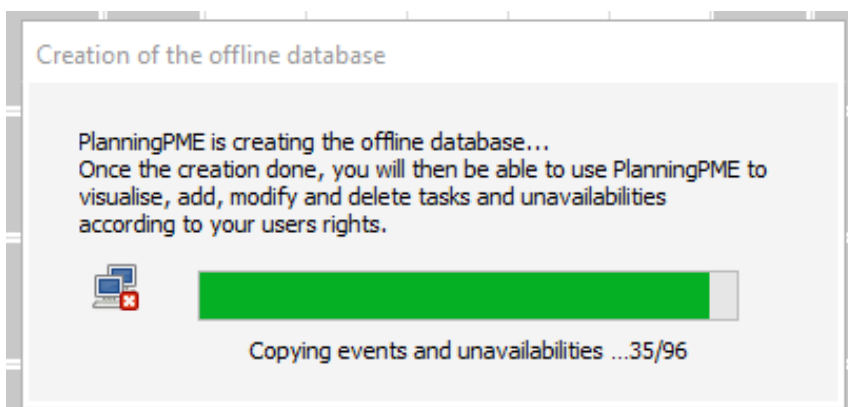 Creation of the offline database
PlanningPME is creating the offline database...
Once the creation done, you will then be able to use PlanningPME to
visualise, add, modify and delete tasks and unavailabilities
according to your users rights.
Copying events and unavailabilities ...35/96